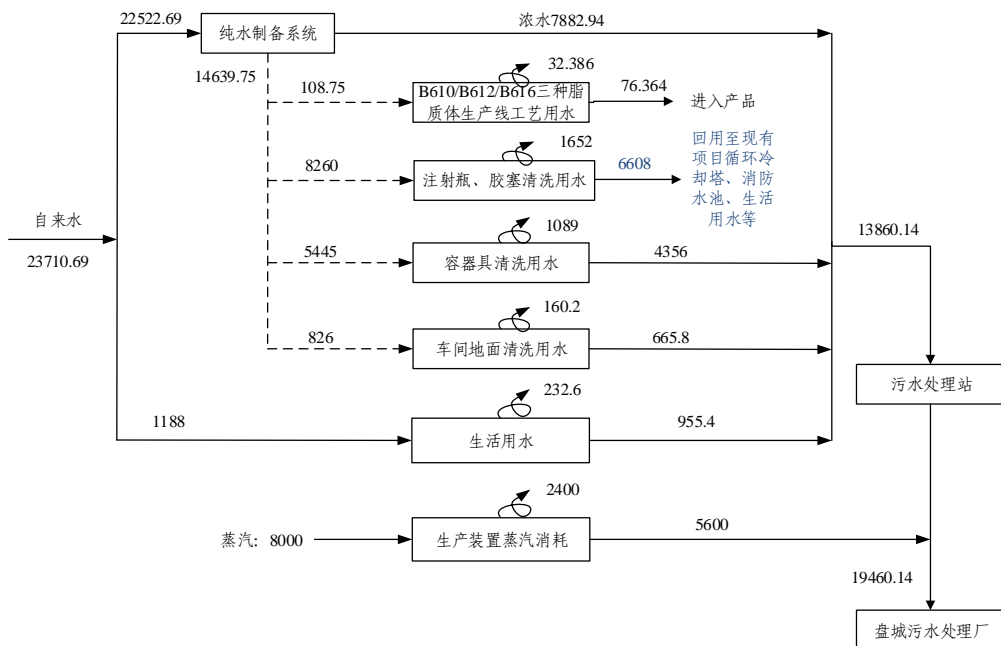 22522.69
纯水制备系统
浓水7882.94
14639.75
108.75
32.386
B610/B612/B616三种脂
质体生产线工艺用水
76.364
进入产品
8260
1652
注射瓶、胶塞清洗用水
6608
回用至现有
项目循环冷
却塔、消防
水池、生活
用水等
自来水
23710.69
5445
1089
容器具清洗用水
4356
13860.14
826
160.2
车间地面清洗用水
665.8
污水处理站
1188
232.6
生活用水
955.4
蒸汽：8000
2400
生产装置蒸汽消耗
5600
19460.14
盘城污水处理厂